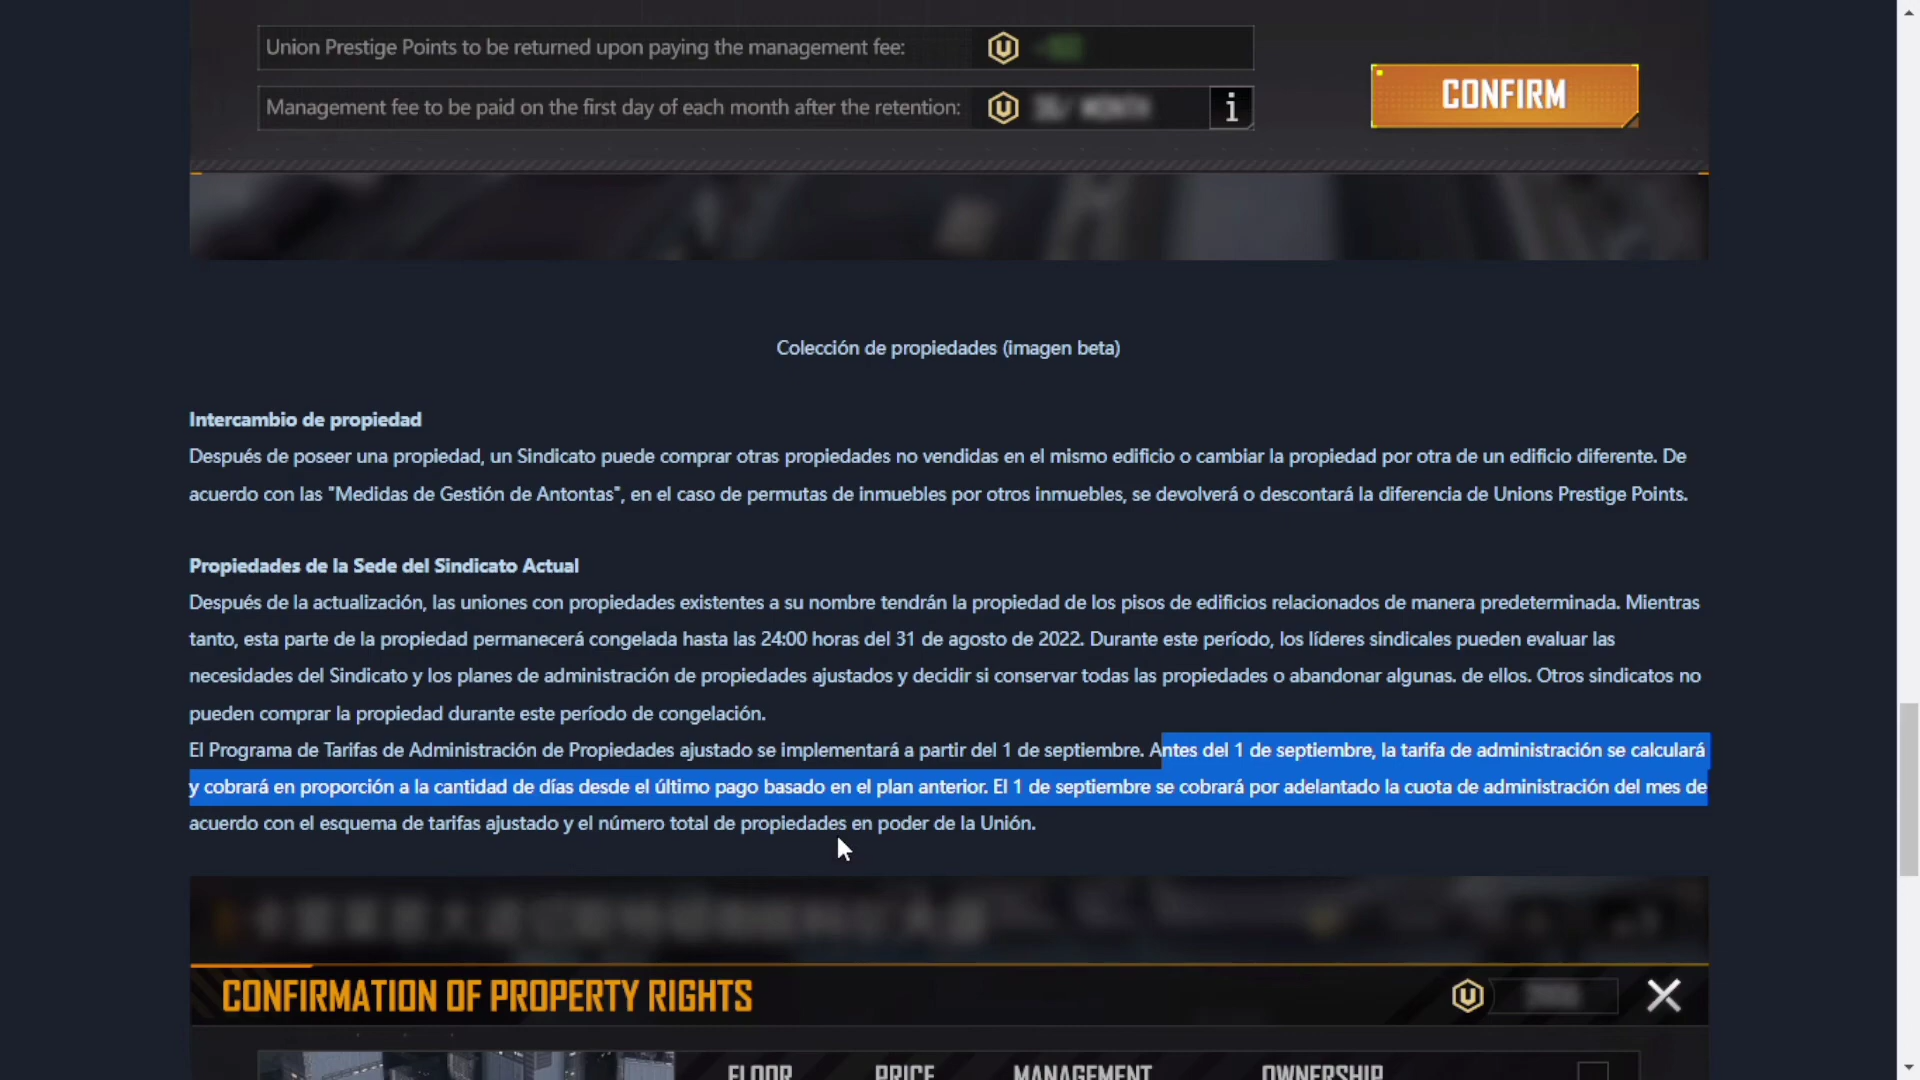 Union Prestige Points to be returned upon paying the management fee:
Management fee to be paid on the first day of each month after the retention:
i
CONFIRM
Colección de propiedades (imagen beta)
Intercambio de propiedad
Después de poseer una propiedad, un Sindicato puede comprar otras propiedades no vendidas en el mismo edificio o cambiar la propiedad por otra de un edificio diferente. De
acuerdo con las "Medidas de Gestión de Antontas", en el caso de permutas de inmuebles por otros inmuebles, se devolverá o descontará la diferencia de Unions Prestige Points.
Propiedades de la Sede del Sindicato Actual
Después de la actualización, las uniones con propiedades existentes a su nombre tendrán la propiedad de los pisos de edificios relacionados de manera predeterminada. Mientras
tanto, esta parte de la propiedad permanecerá congelada hasta las 24:00 horas del 31 de agosto de 2022. Durante este período, los líderes sindicales pueden evaluar las
necesidades del Sindicato y los planes de administración de propiedades ajustados y decidir si conservar todas las propiedades o abandonar algunas. de ellos. Otros sindicatos no
pueden comprar la propiedad durante este período de congelación.
El Programa de Tarifas de Administración de Propiedades ajustado se implementará a partir del 1 de septiembre. Antes del 1 de septiembre, la tarifa de administración se calculará
y cobrará en proporción a la cantidad de días desde el último pago basado en el plan anterior. El 1 de septiembre se cobrará por adelantado la cuota de administración del mes de
acuerdo con el esquema de tarifas ajustado y el número total de propiedades en poder de la Unión.
CONFIRMATION OF PROPERTY RIGHTS
FLOOR PRICE MANAGEMENT OWNERSHIP